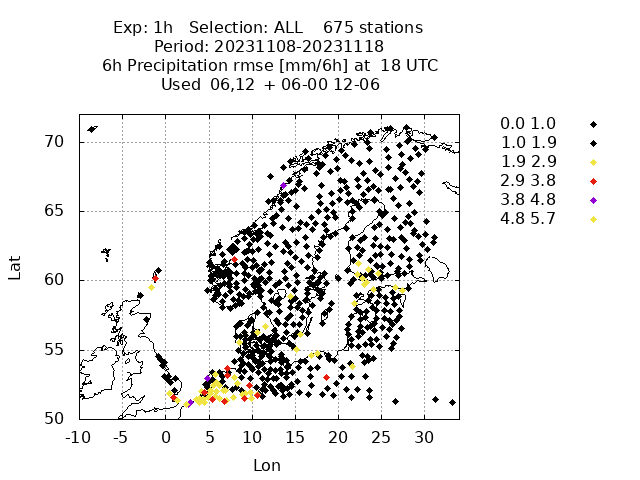 Exp: 1h   Selection: ALL    675 stations
Period: 20231108-20231118
6h Precipitation rmse [mm/6h] at  18 UTC
Used  06,12  + 06-00 12-06
0.0 1.0
1.0 1.9
1.9 2.9
2.9 3.8
3.8 4.8
4.8 5.7
70
65
60
55
50
Lat
-10 -5 0 5 10 15 20 25 30
Lon